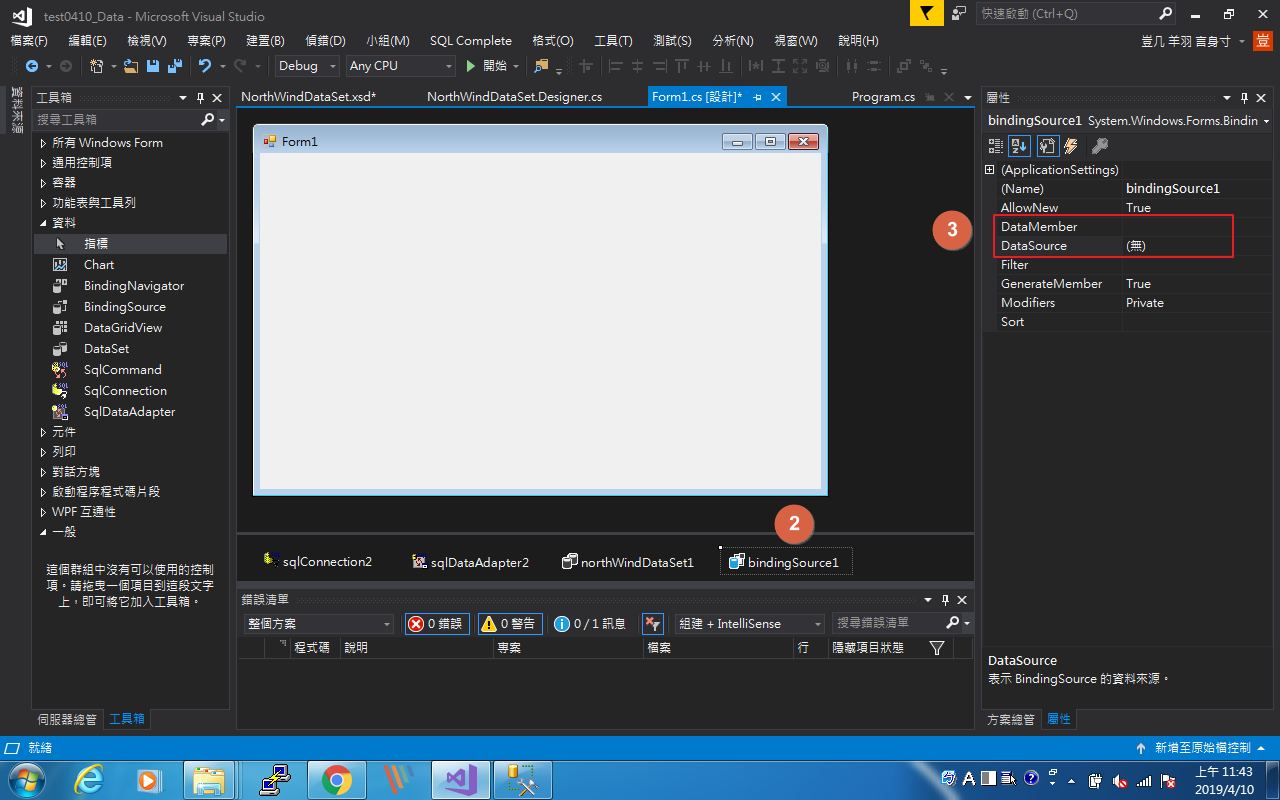 test0410_Data - Microsoft Visual Studio
快速啟動 (Ctrl+Q)
檔案(F) 編輯(E) 檢視(V) 專案(P) 建置(B) 偵錯(D) 小組(M) SQL Complete 格式(O) 工具(T) 測試(S) 分析(N) 視窗(W) 說明(H)
豈几 羊羽 言身寸 豈
Debug Any CPU 開始
資料來源
工具箱
搜尋工具箱
所有 Windows Form
通用控制項
容器
功能表與工具列
資料
指標
Chart
BindingNavigator
BindingSource
DataGridView
DataSet
SqlCommand
SqlConnection
SqlDataAdapter
元件
列印
對話方塊
啟動程序程式碼片段
WPF 互通性
一般
這個群組中沒有可以使用的控制
項。請拖曳一個項目到這段文字
上，即可將它加入工具箱。
伺服器總管 工具箱
NorthWindDataSet.xsd* NorthWindDataSet.Designer.cs Form1.cs [設計]* Program.cs
Form1
2
sqlConnection2 sqlDataAdapter2 northWindDataSet1 bindingSource1
錯誤清單
整個方案 0 錯誤 0 警告 0 / 1 訊息 組建 + IntelliSense 搜尋錯誤清單
程式碼 說明 專案 檔案 行 隱藏項目狀態
屬性
bindingSource1 System.Windows.Forms.Bindin
(ApplicationSettings)
(Name) bindingSource1
AllowNew True
3
DataMember
DataSource (無)
Filter
GenerateMember True
Modifiers Private
Sort
DataSource
表示 BindingSource 的資料來源。
方案總管 屬性
就緒
新增至原始檔控制
A
上午 11:43
2019/4/10